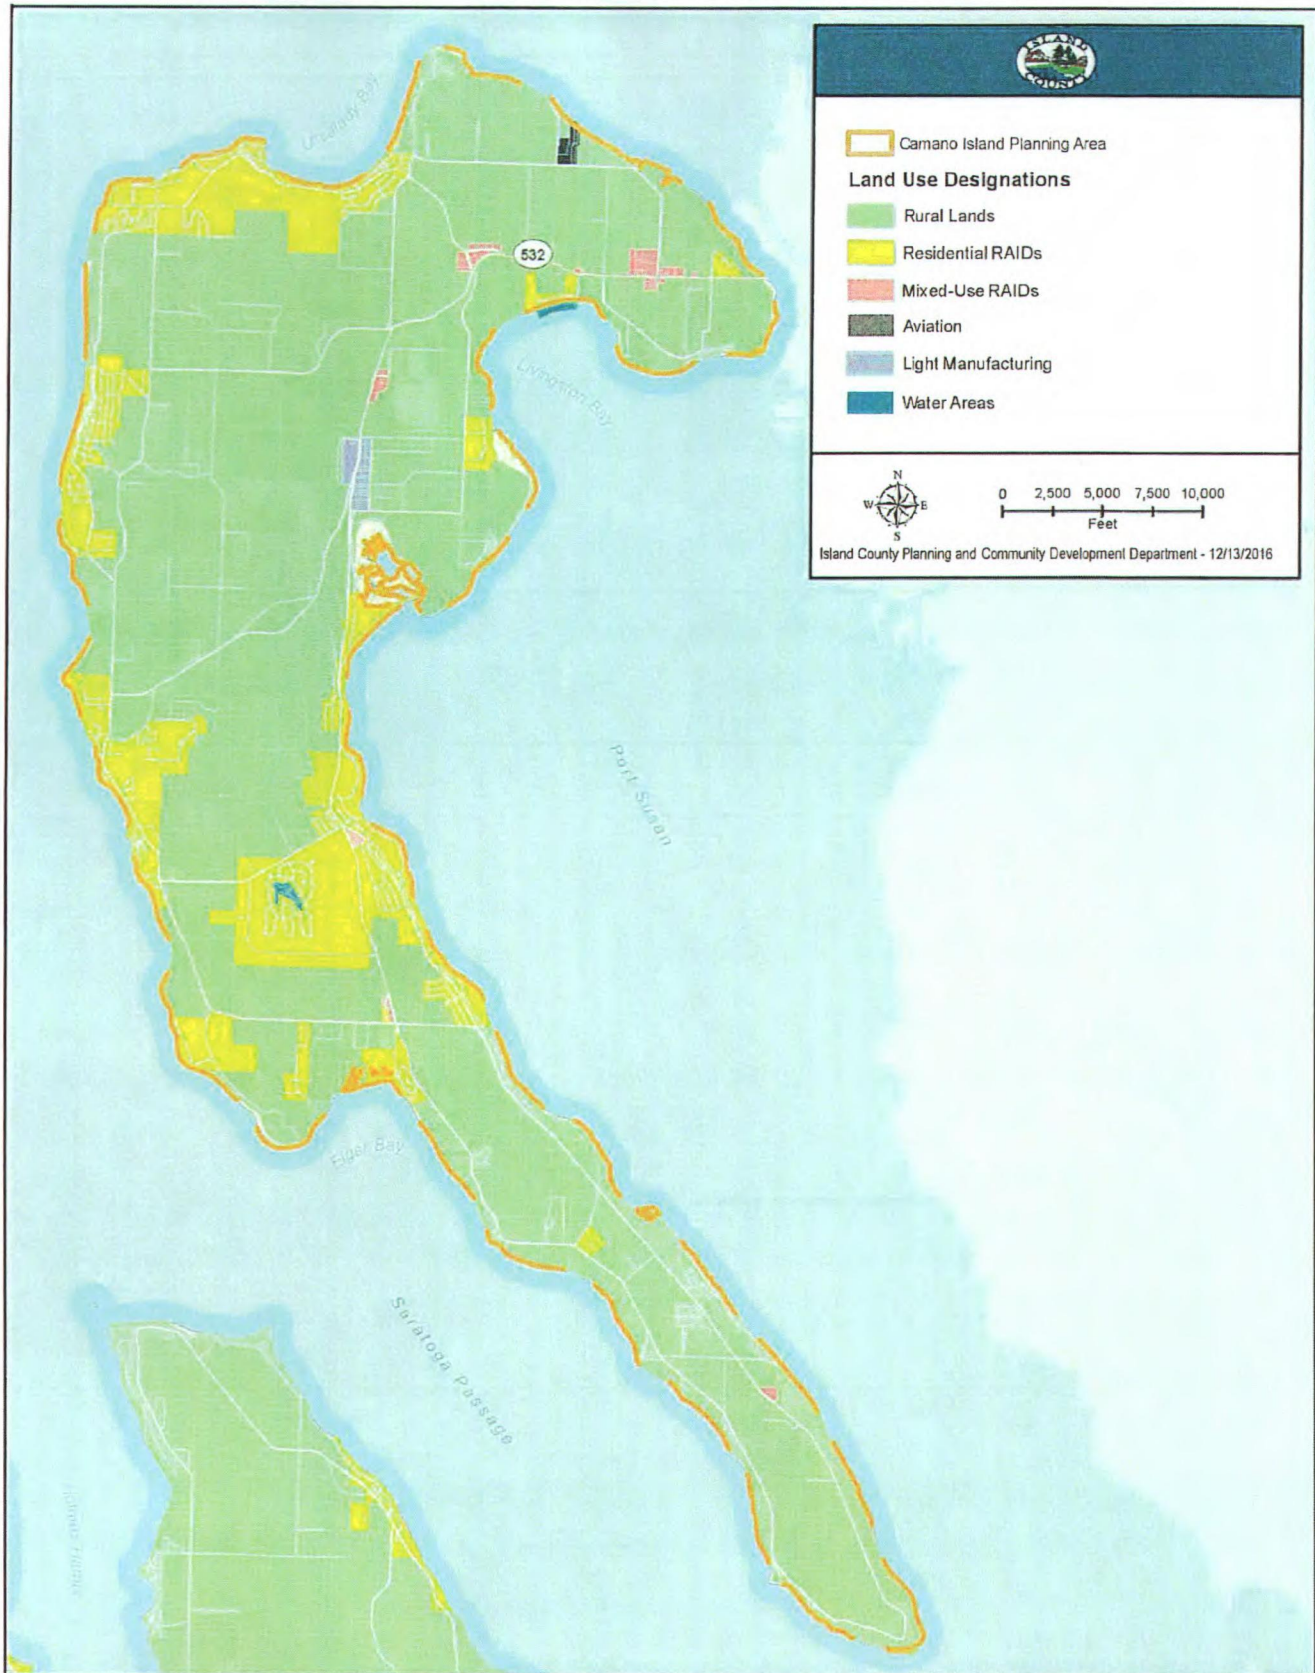 ISLAND
COUNTY
Camano Island Planning Area
Land Use Designations
Rural Lands
Residential RAIDs
Mixed-Use RAIDs
Aviation
Light Manufacturing
Water Areas
N
W E
S
0 2,500 5,000 7,500 10,000
Feet
Island County Planning and Community Development Department - 12/13/2016
Utsalady Bay
532
Livingston Bay
Port Susan
Elger Bay
Saratoga Passage